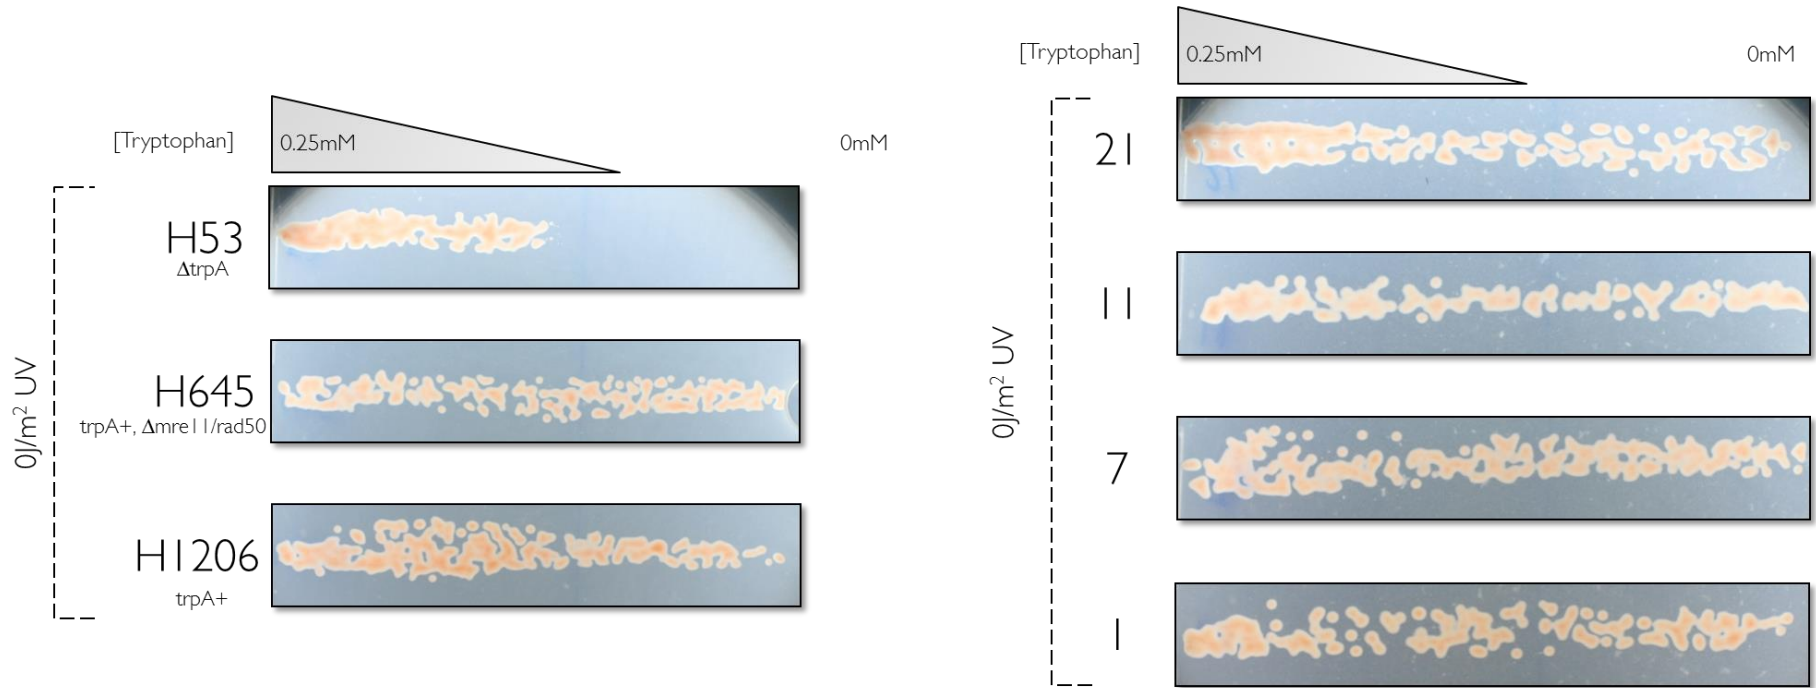 [Tryptophan]
0.25mM
0mM
0J/m² UV
H53
ΔtrpA
H645
trpA+, Δmre11/rad50
H1206
trpA+
[Tryptophan]
0.25mM
0mM
0J/m² UV
21
11
7
1